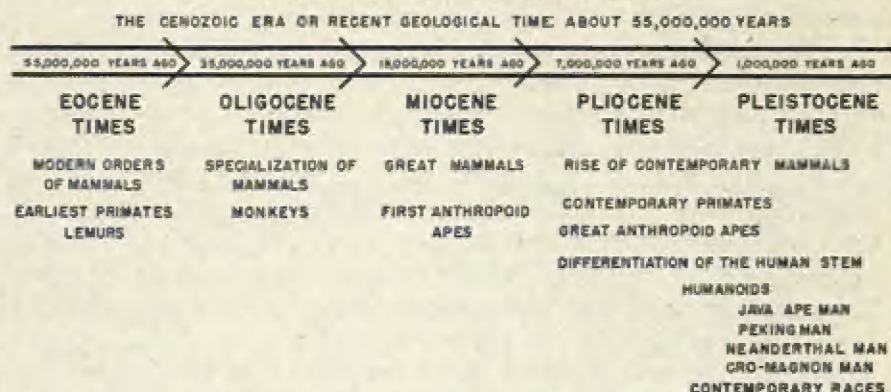 THE CENOZOIC ERA OR RECENT GEOLOGICAL TIME ABOUT 55,000,000 YEARS
55,000,000 YEARS AGO
35,000,000 YEARS AGO
18,000,000 YEARS AGO
7,000,000 YEARS AGO
1,000,000 YEARS AGO
EOCENE
TIMES
MODERN ORDERS
OF MAMMALS
EARLIEST PRIMATES
LEMURS
OLIGOCENE
TIMES
SPECIALIZATION OF
MAMMALS
MONKEYS
MIOCENE
TIMES
GREAT MAMMALS
FIRST ANTHROPOID
APES
PLIOCENE
TIMES
PLEISTOCENE
TIMES
RISE OF CONTEMPORARY MAMMALS
CONTEMPORARY PRIMATES
GREAT ANTHROPOID APES
DIFFERENTIATION OF THE HUMAN STEM
HUMANOIDS
JAVA APE MAN
PEKING MAN
NEANDERTHAL MAN
CRO-MAGNON MAN
CONTEMPORARY RACES